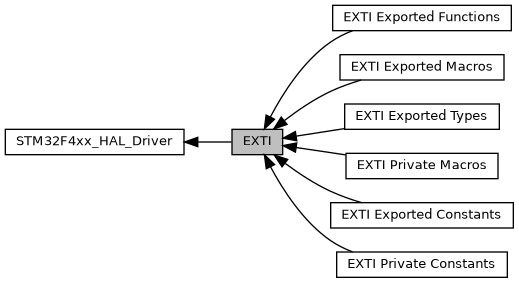 EXTI Exported Functions
EXTI Exported Macros
EXTI Exported Types
STM32F4xx_HAL_Driver
EXTI
EXTI Private Macros
EXTI Exported Constants
EXTI Private Constants